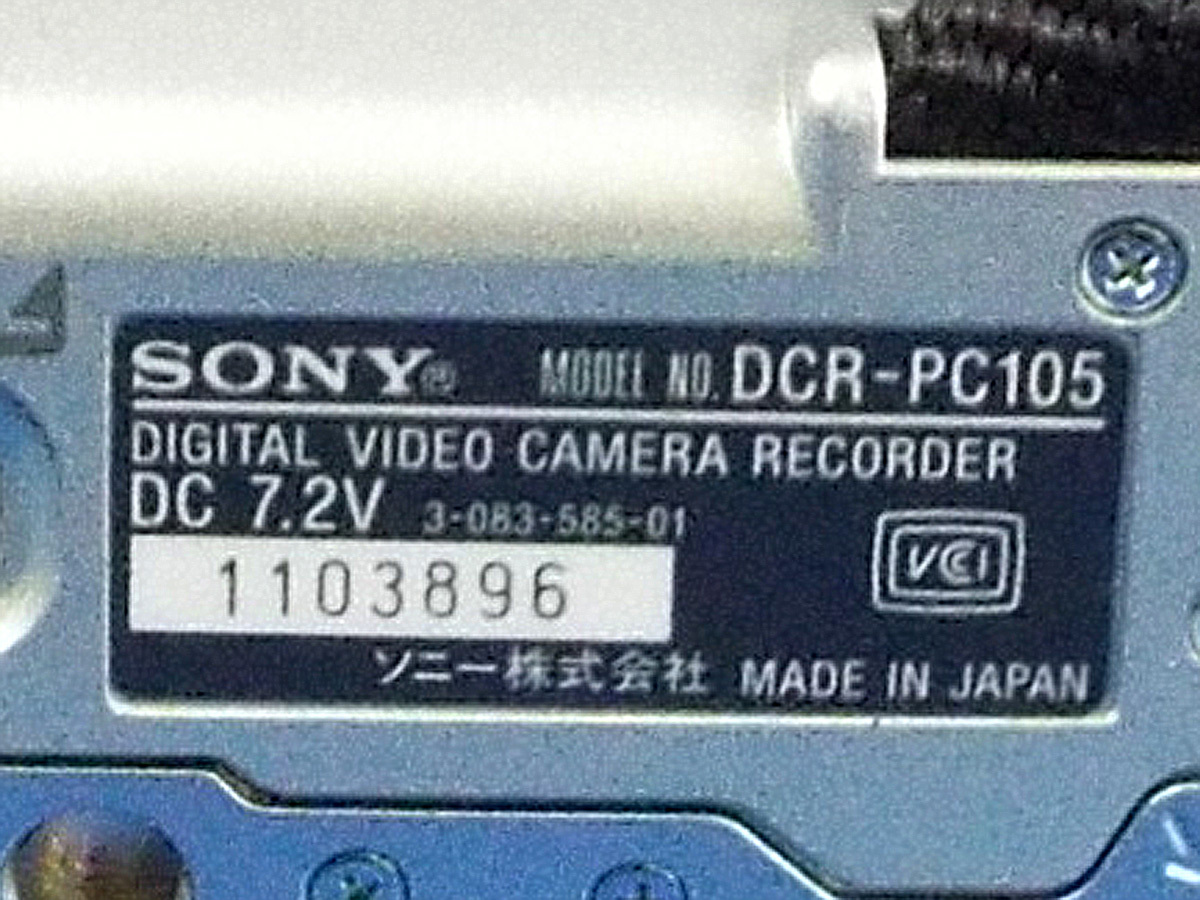 SONY® MODEL NO. DCR-PC105
DIGITAL VIDEO CAMERA RECORDER
DC 7.2V 3-083-585-01
VCCI
1103896
ソニー株式会社 MADE IN JAPAN